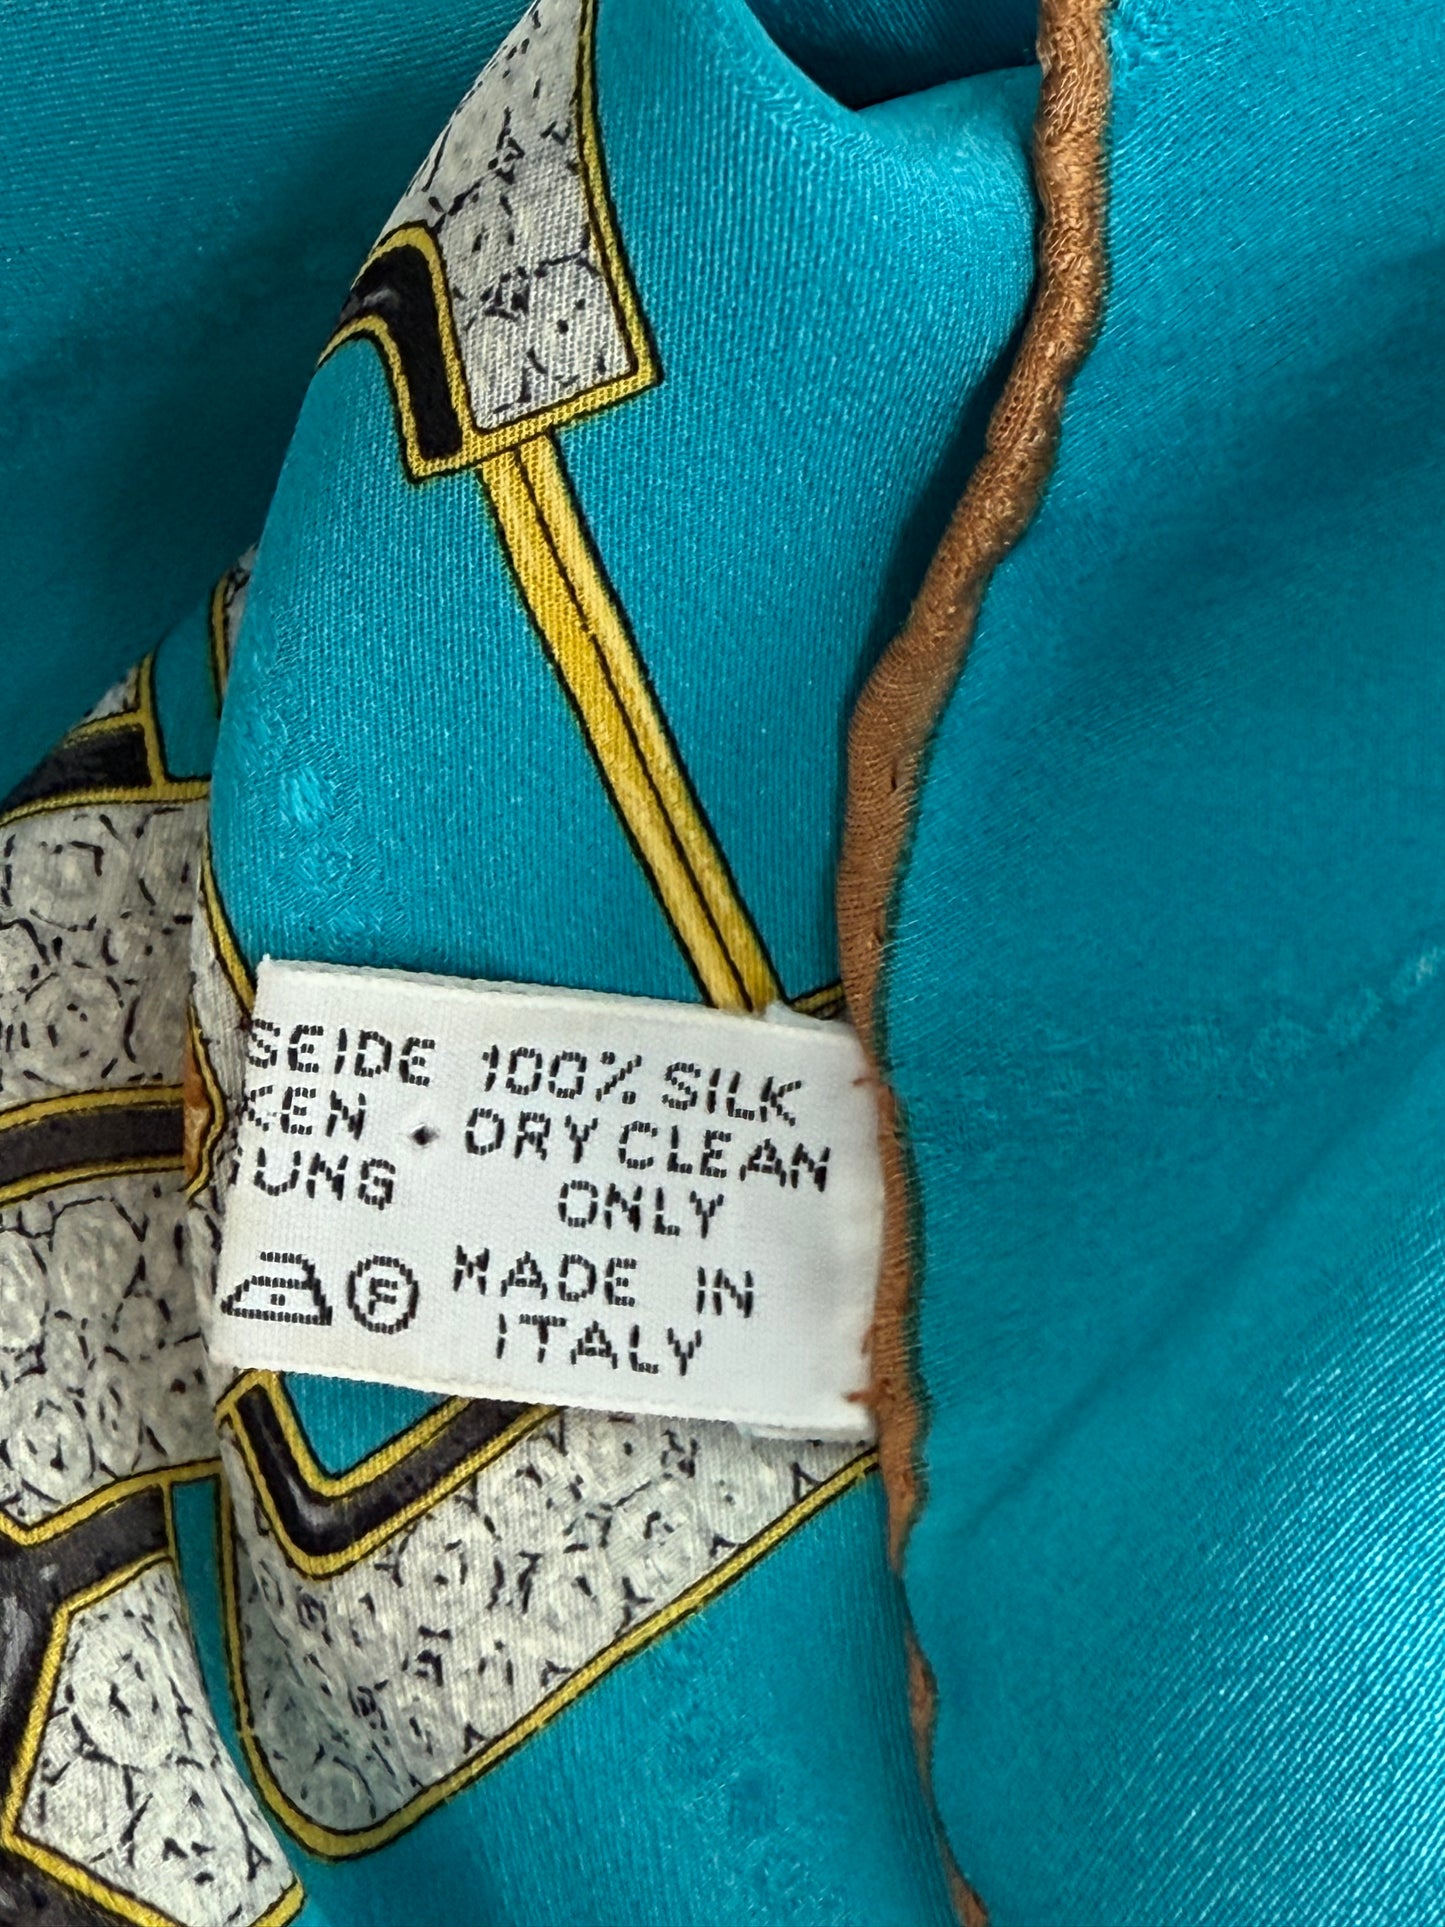 SEIDE 100% SILK
KEN • DRY CLEAN
UNG ONLY
F MADE IN
ITALY